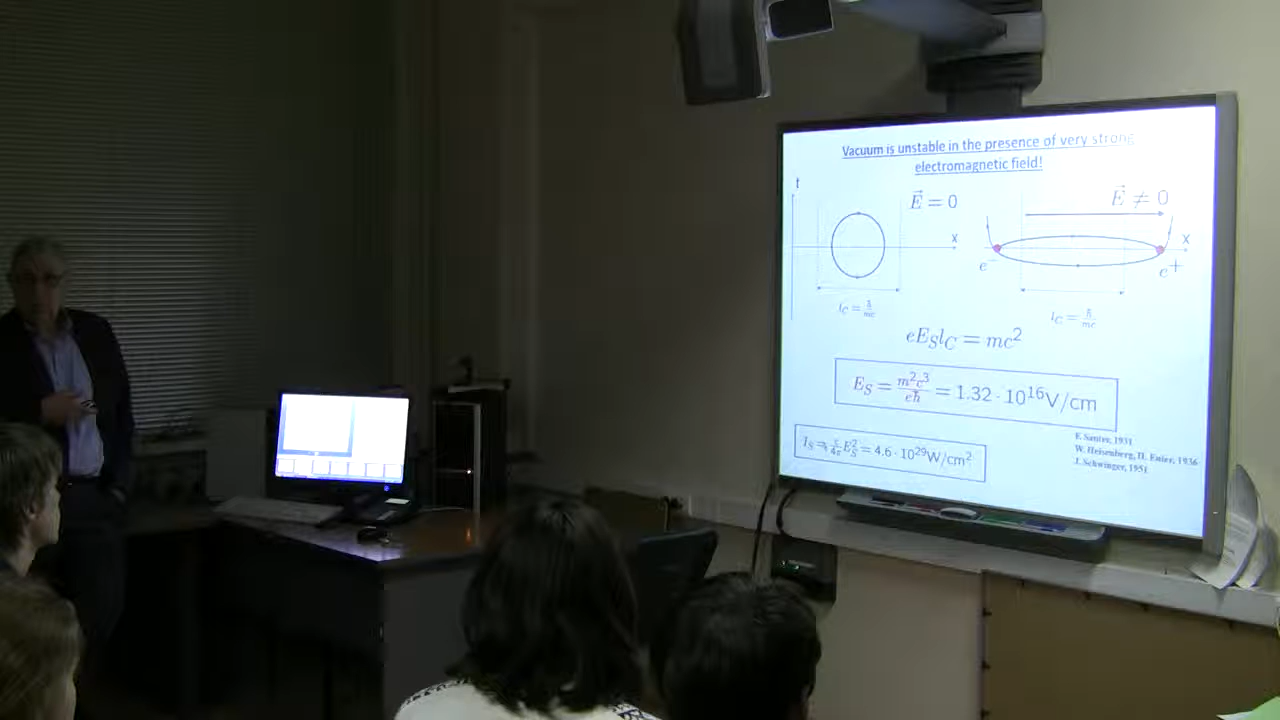 Vacuum is unstable in the presence of very strong
electromagnetic field!
t
E⃗ = 0
E⃗ ≠ 0
x
x
e⁻
e⁺
l_C = ħ/mc
l_C = ħ/mc
eE_S l_C = mc²
E_S = m²c³/eħ = 1.32 · 10¹⁶V/cm
I_S = c/4π E_S² = 4.6 · 10²⁹W/cm²
F. Sauter, 1931
W. Heisenberg, H. Euler, 1936
J. Schwinger, 1951